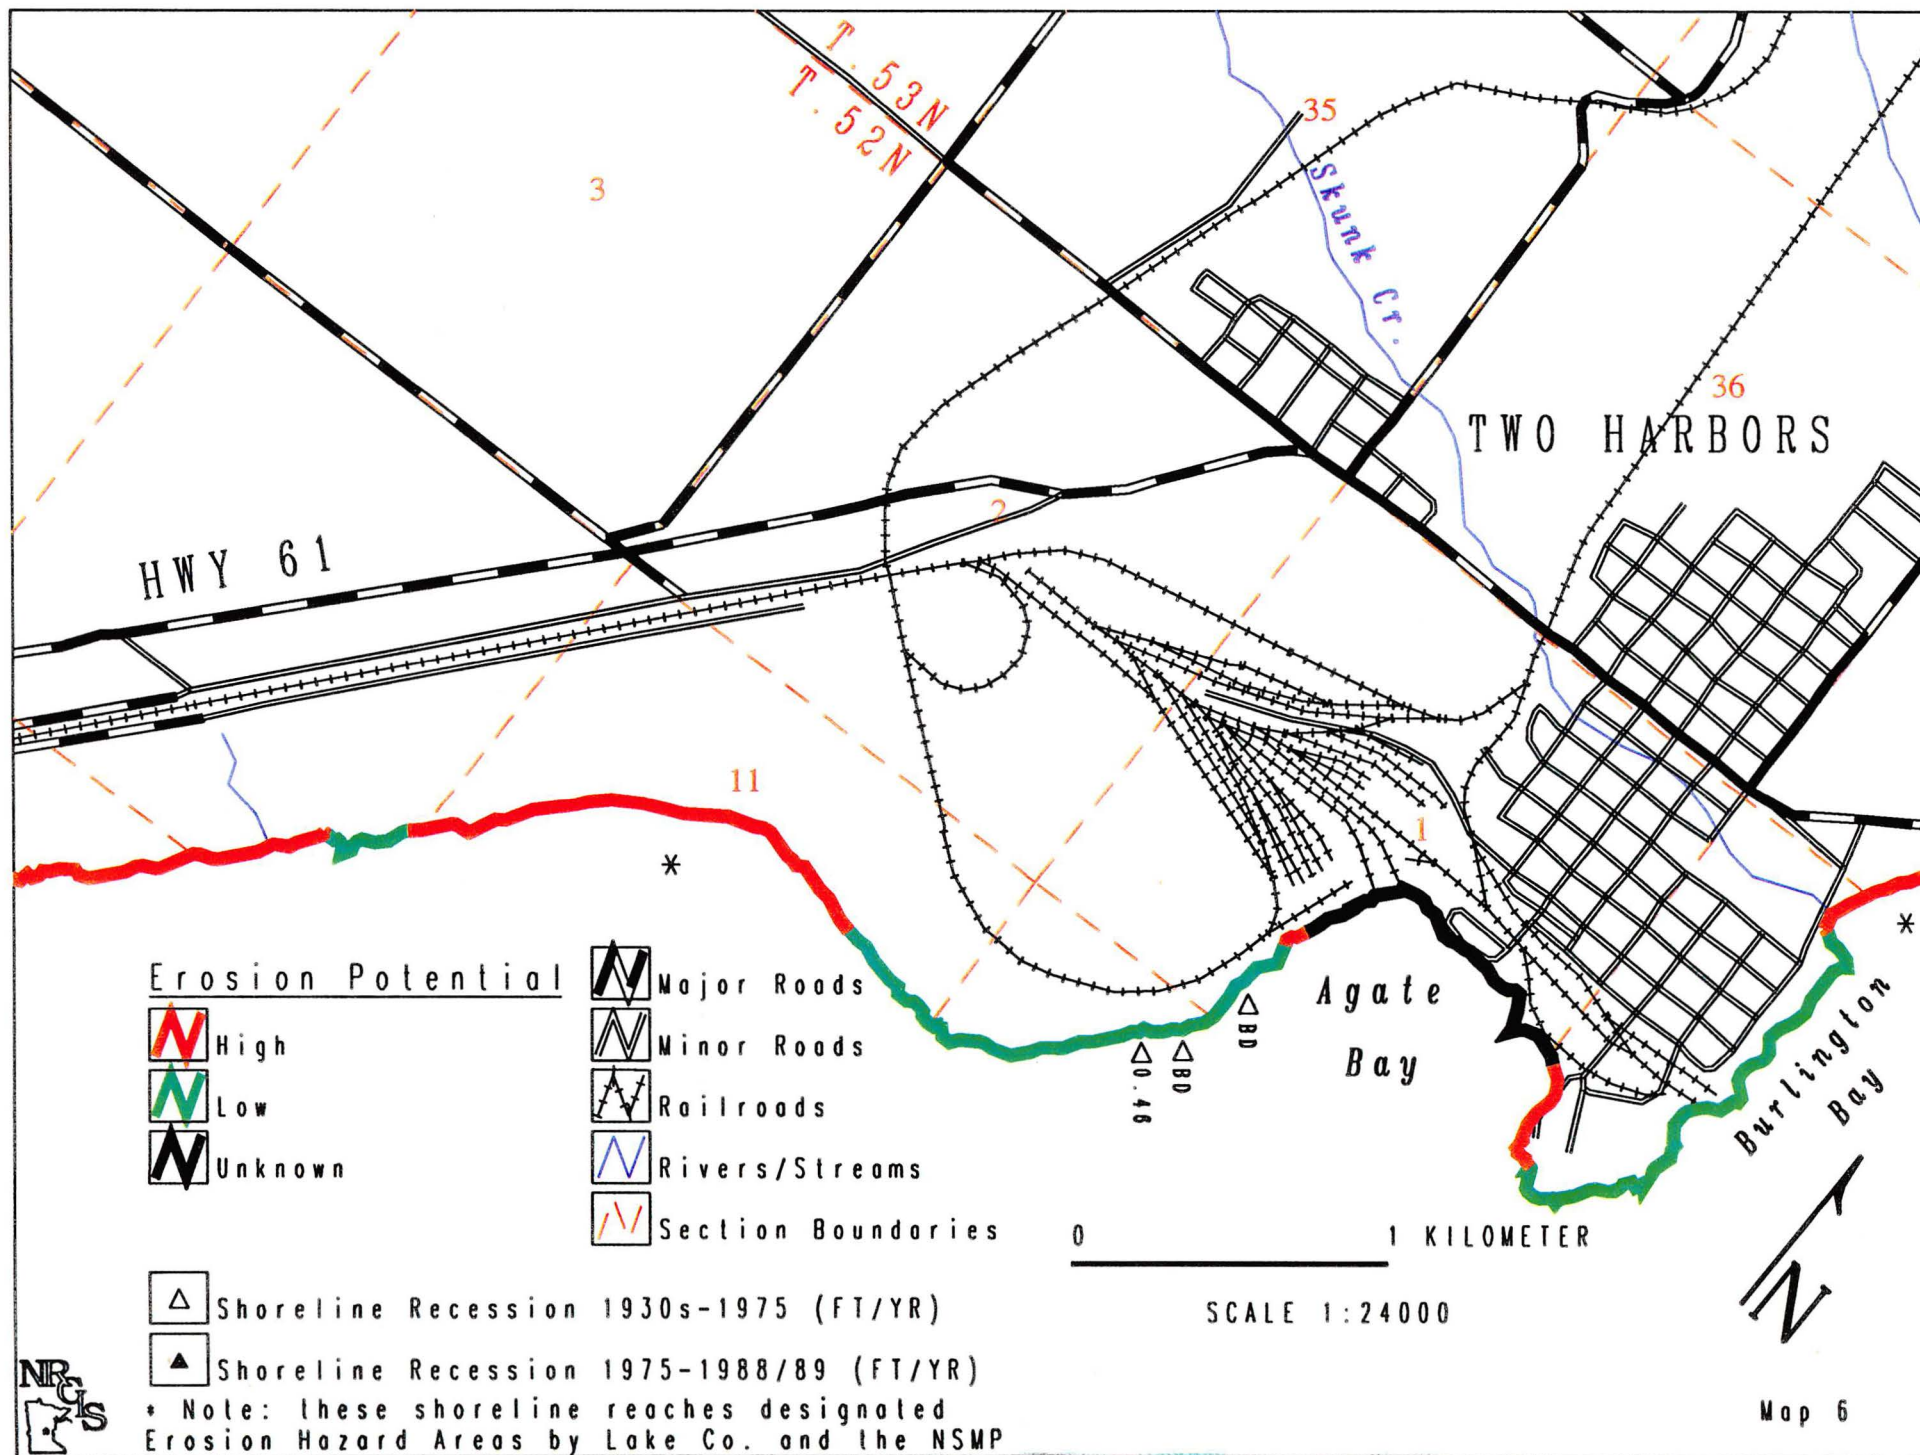 T.53N
T.52N
35
3
Skunk Cr.
36
TWO HARBORS
2
HWY 61
11
1
*
*
Erosion Potential
High
Low
Unknown
Major Roads
Minor Roads
Railroads
Rivers/Streams
Section Boundaries
△ Shoreline Recession 1930s-1975 (FT/YR)
▲ Shoreline Recession 1975-1988/89 (FT/YR)
* Note: these shoreline reaches designated
Erosion Hazard Areas by Lake Co. and the NSMP
△0.46
△BD
△BD
Agate
Bay
Burlington
Bay
0 1 KILOMETER
SCALE 1:24000
N
NRGIS
Map 6